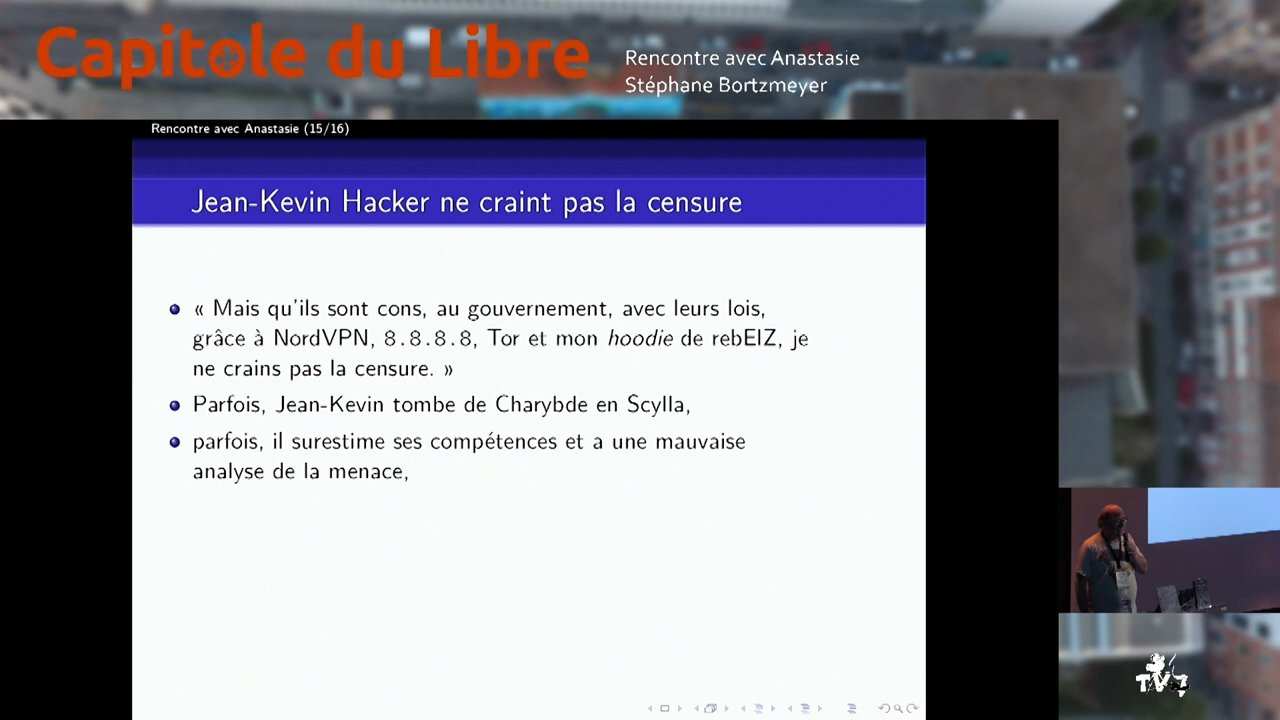 Capitole du Libre
Rencontre avec Anastasie
Stéphane Bortzmeyer
Rencontre avec Anastasie (15/16)
Jean-Kevin Hacker ne craint pas la censure
« Mais qu'ils sont cons, au gouvernement, avec leurs lois,
grâce à NordVPN, 8.8.8.8, Tor et mon hoodie de rebElZ, je
ne crains pas la censure. »
Parfois, Jean-Kevin tombe de Charybde en Scylla,
parfois, il surestime ses compétences et a une mauvaise
analyse de la menace,
TV7